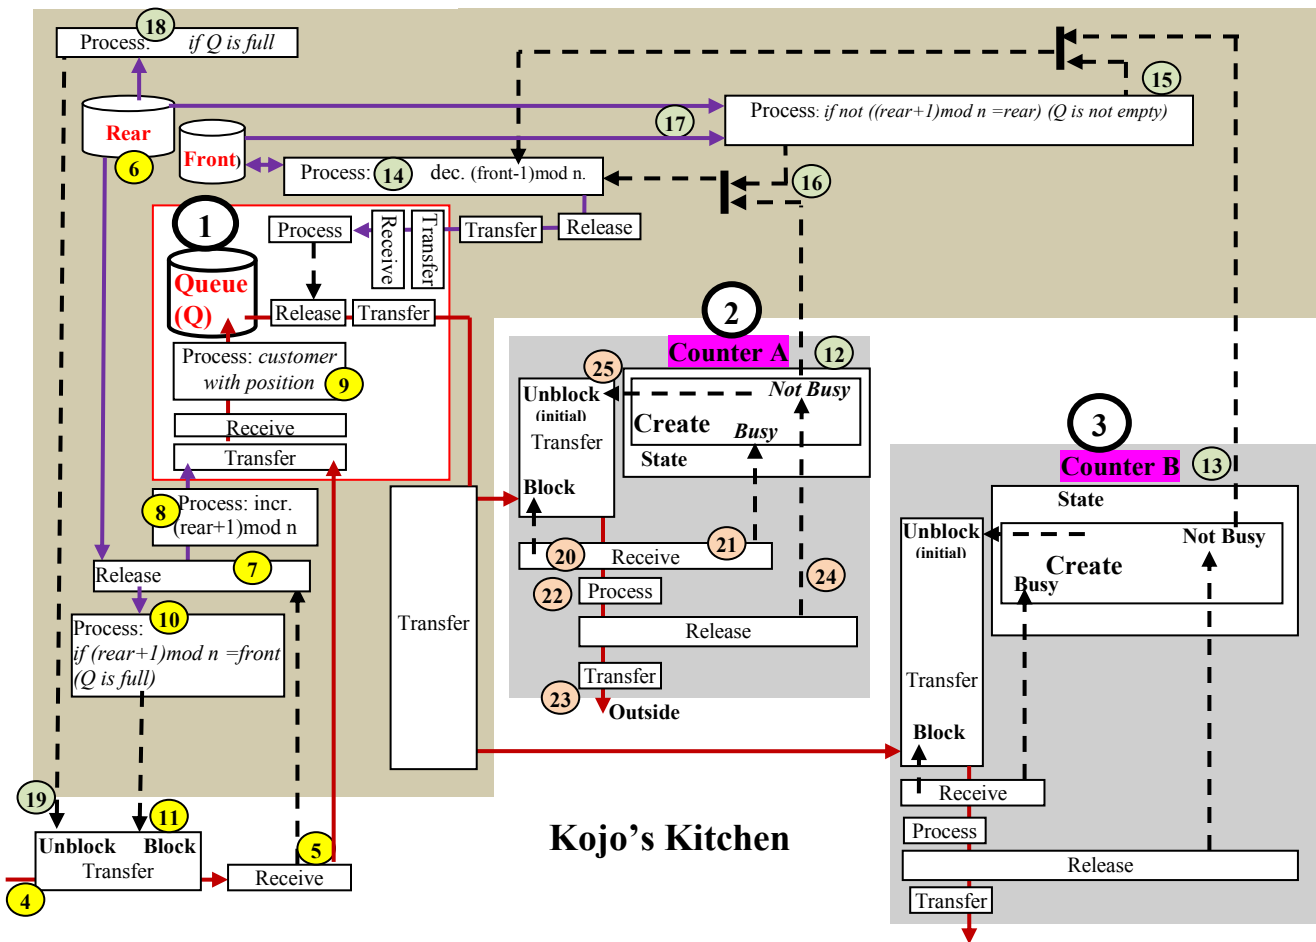 18
Process: if Q is full
15
Process: if not ((rear+1)mod n =rear) (Q is not empty)
Rear
6
17
Front)
Process: 14 dec. (front-1)mod n.
16
1
Process
Receive
Transfer
Transfer
Release
Queue
(Q)
Release
Transfer
2
Counter A
12
Process: customer
with position 9
25
Unblock
(initial)
Transfer
Block
Not Busy
Create
Busy
State
3
Counter B
13
Receive
Transfer
8
Process: incr.
(rear+1)mod n
State
Unblock
(initial)
Not Busy
Create
Busy
20
Receive
21
Release
7
22
Process
24
10
Process:
if (rear+1)mod n =front
(Q is full)
Transfer
Release
Transfer
23
Outside
Transfer
Block
19
11
Unblock Block
Transfer
4
5
Receive
Kojo’s Kitchen
Receive
Process
Release
Transfer